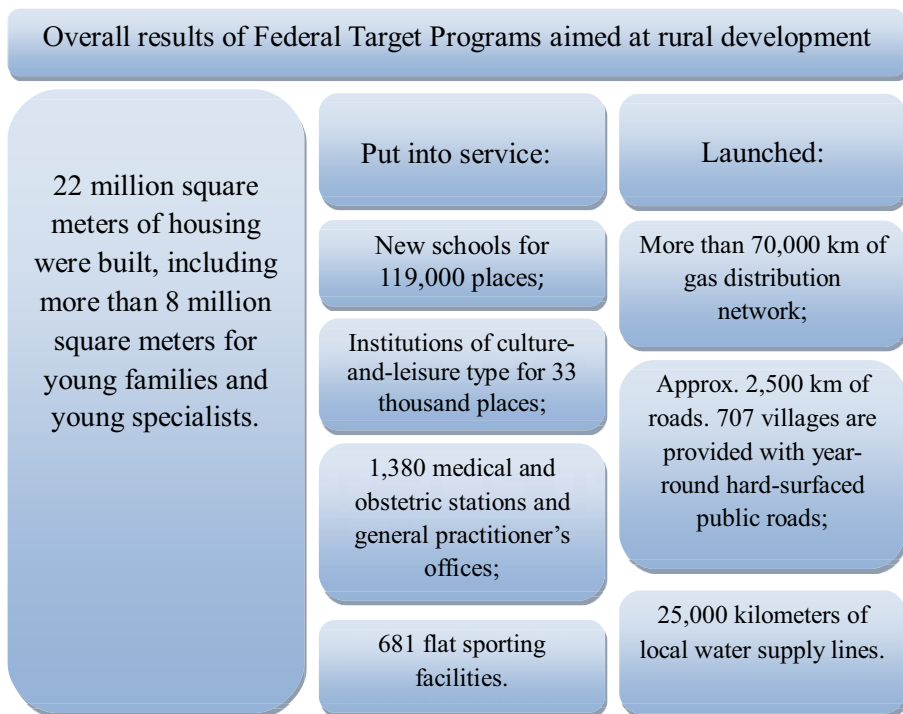 Overall results of Federal Target Programs aimed at rural development
22 million square
meters of housing
were built, including
more than 8 million
square meters for
young families and
young specialists.
Put into service:
New schools for
119,000 places;
Institutions of culture-
and-leisure type for 33
thousand places;
1,380 medical and
obstetric stations and
general practitioner’s
offices;
681 flat sporting
facilities.
Launched:
More than 70,000 km of
gas distribution
network;
Approx. 2,500 km of
roads. 707 villages are
provided with year-
round hard-surfaced
public roads;
25,000 kilometers of
local water supply lines.